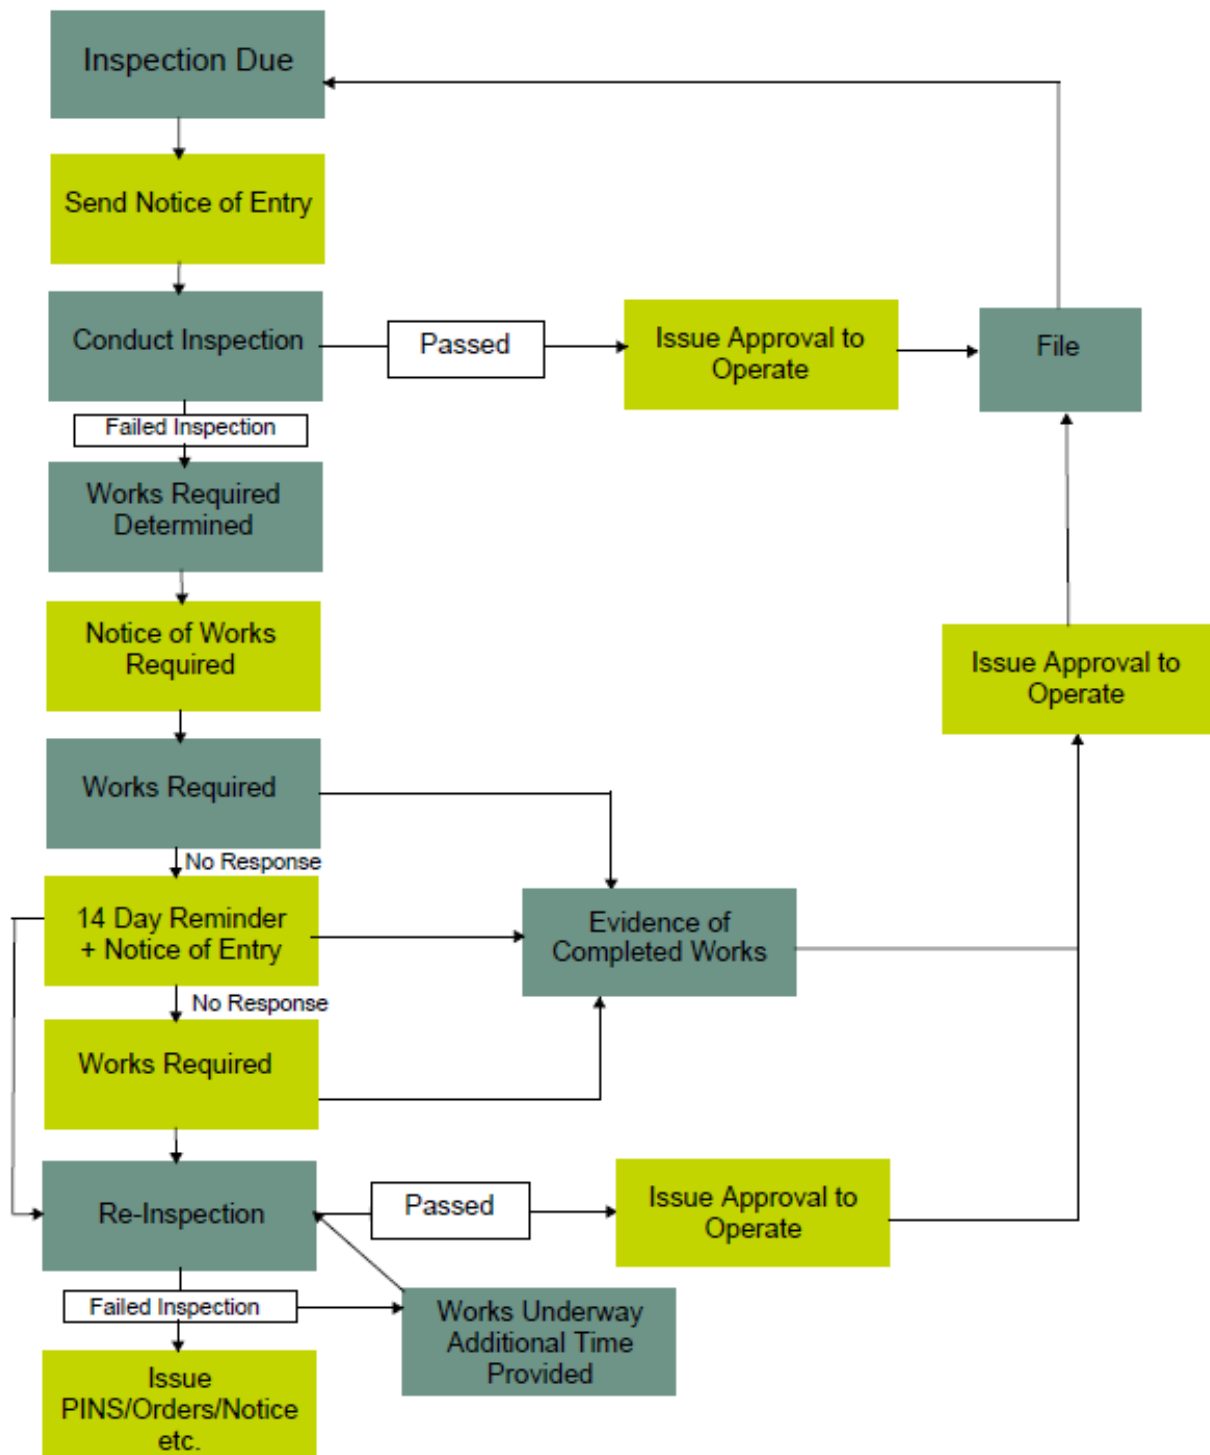 Inspection Due
Send Notice of Entry
Conduct Inspection
Passed
Issue Approval to
Operate
File
Failed Inspection
Works Required
Determined
Notice of Works
Required
Issue Approval to
Operate
Works Required
No Response
14 Day Reminder
+ Notice of Entry
Evidence of
Completed Works
No Response
Works Required
Re-Inspection
Passed
Issue Approval to
Operate
Failed Inspection
Works Underway
Additional Time
Provided
Issue
PINS/Orders/Notice
etc.